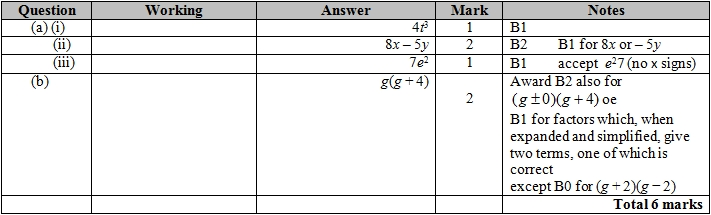 Question Working Answer Mark Notes
(a) (i) 4t³ 1 B1
(ii) 8x – 5y 2 B2 B1 for 8x or – 5y
(iii) 7e² 1 B1 accept e²7 (no x signs)
(b) g(g + 4) 2 Award B2 also for
(g ±0)(g + 4) oe
B1 for factors which, when
expanded and simplified, give
two terms, one of which is
correct
except B0 for (g + 2)(g – 2)
Total 6 marks